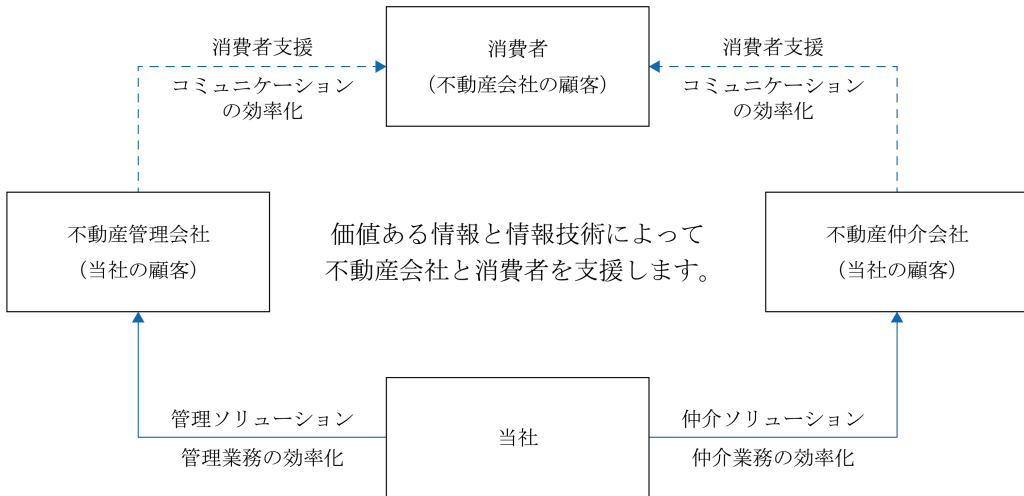 消費者支援
コミュニケーション
の効率化
消費者
（不動産会社の顧客）
消費者支援
コミュニケーション
の効率化
不動産管理会社
（当社の顧客）
価値ある情報と情報技術によって
不動産会社と消費者を支援します。
不動産仲介会社
（当社の顧客）
管理ソリューション
管理業務の効率化
当社
仲介ソリューション
仲介業務の効率化